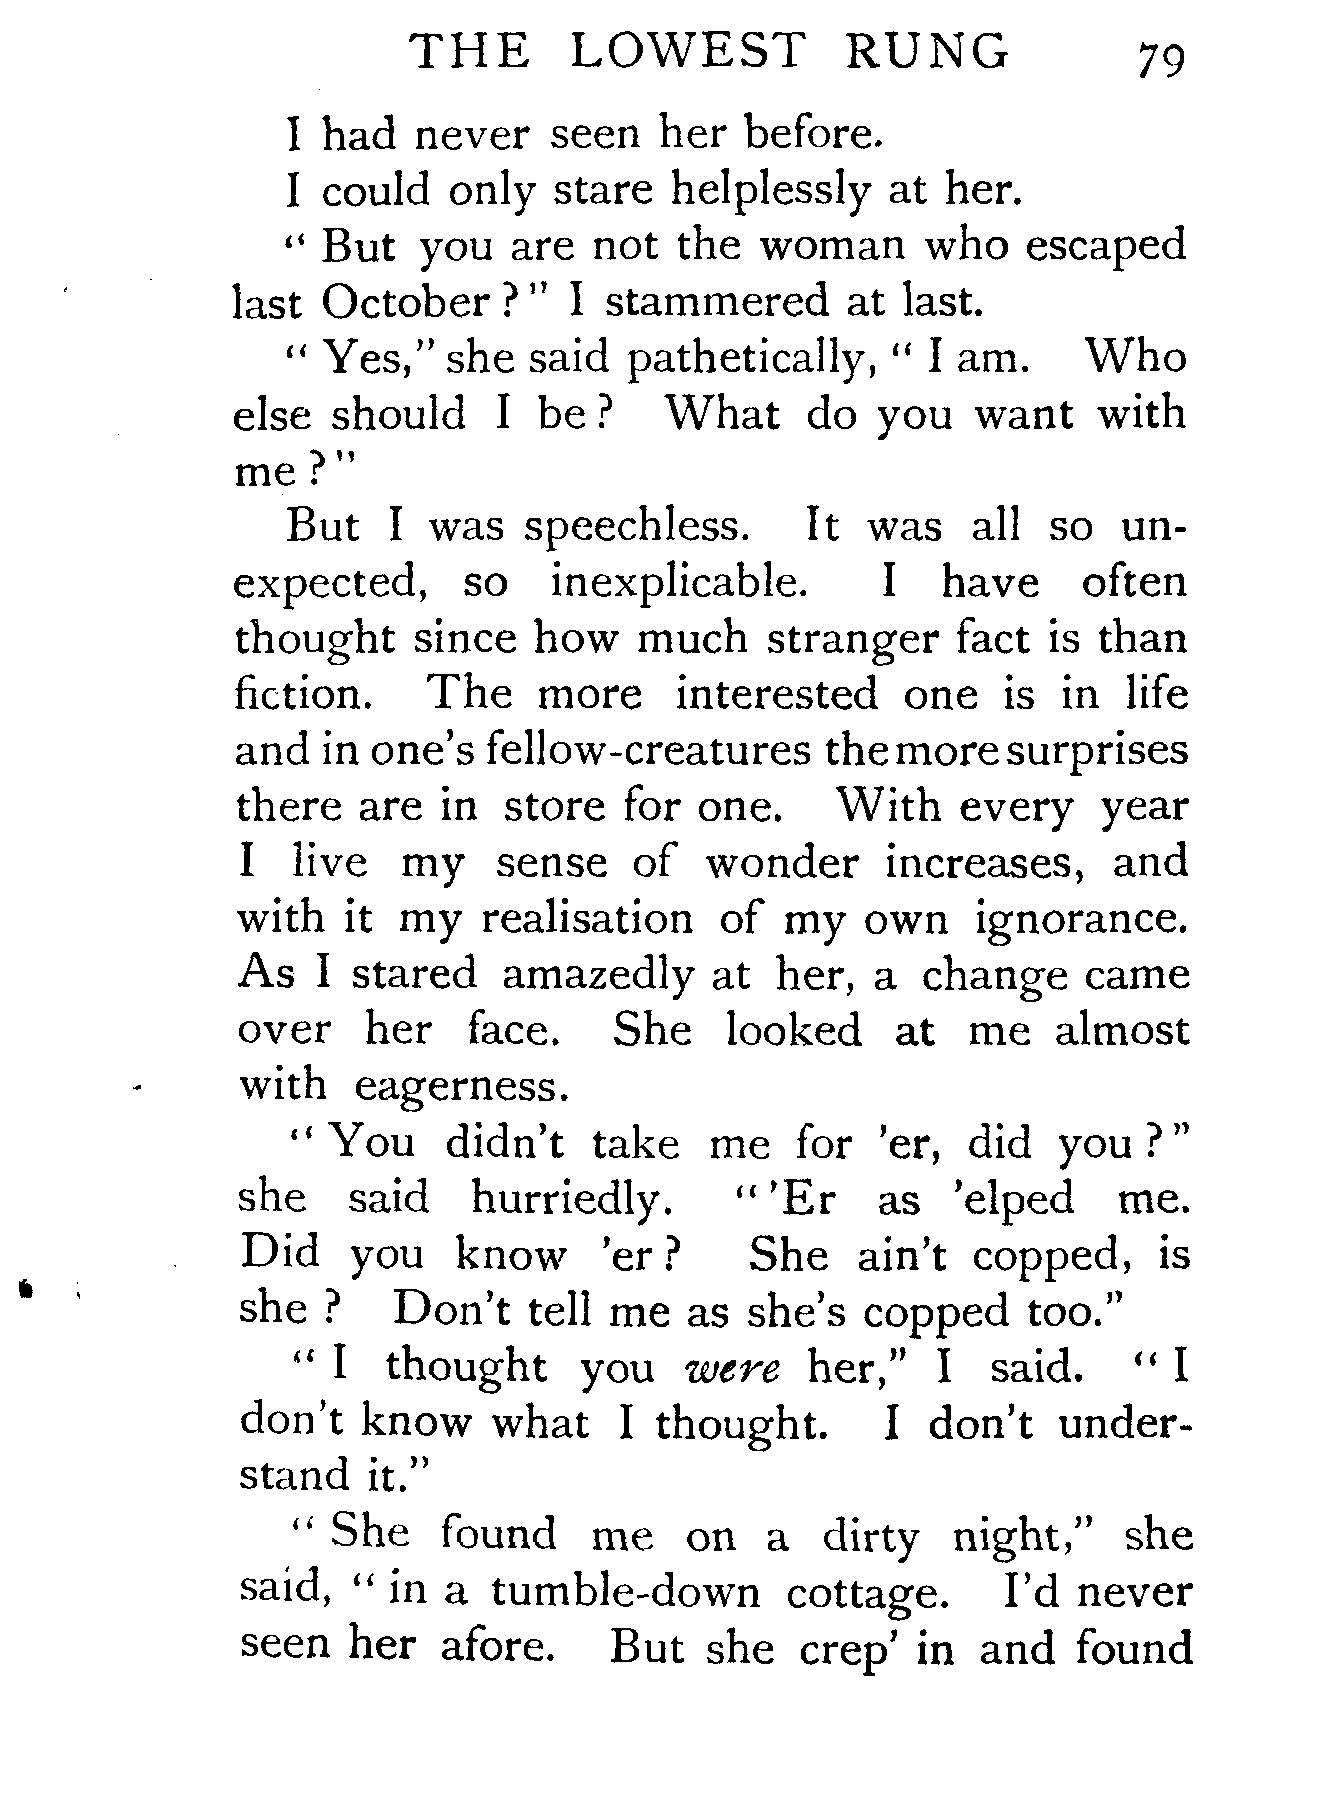 THE LOWEST RUNG 79
I had never seen her before.
I could only stare helplessly at her.
" But you are not the woman who escaped
last October ? " I stammered at last.
" Yes," she said pathetically, " I am. Who
else should I be ? What do you want with
me ? "
But I was speechless. It was all so un-
expected, so inexplicable. I have often
thought since how much stranger fact is than
fiction. The more interested one is in life
and in one's fellow-creatures the more surprises
there are in store for one. With every year
I live my sense of wonder increases, and
with it my realisation of my own ignorance.
As I stared amazedly at her, a change came
over her face. She looked at me almost
with eagerness.
" You didn't take me for 'er, did you ? "
she said hurriedly. " 'Er as 'elped me.
Did you know 'er ? She ain't copped, is
she ? Don't tell me as she's copped too."
" I thought you were her," I said. " I
don't know what I thought. I don't under-
stand it."
" She found me on a dirty night," she
said, " in a tumble-down cottage. I'd never
seen her afore. But she crep' in and found